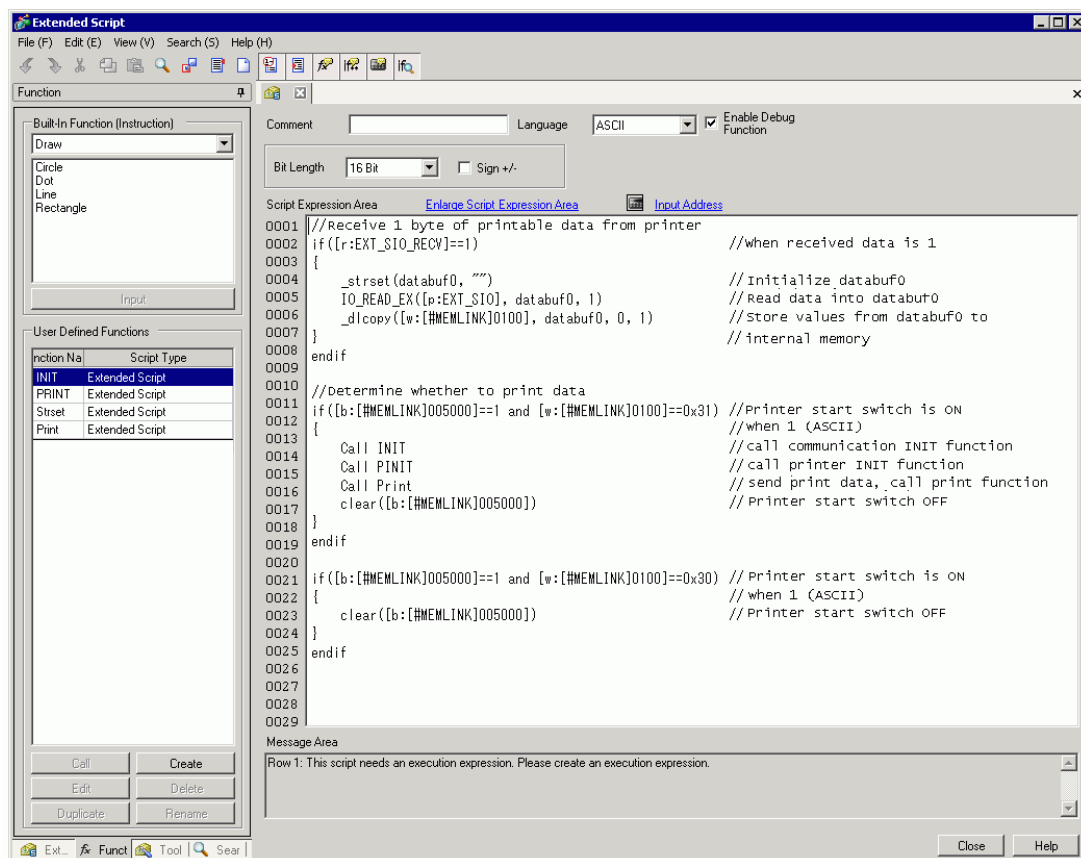 Extended Script
File (F) Edit (E) View (V) Search (S) Help (H)
Function
Built-In Function (Instruction)
Draw
Circle
Dot
Line
Rectangle
Input
User Defined Functions
nction Na Script Type
INIT Extended Script
PRINT Extended Script
Strset Extended Script
Print Extended Script
Call Create
Edit Delete
Duplicate Rename
Ext... fx Funct Tool Sear
Comment Language ASCII Enable Debug
Function
Bit Length 16 Bit Sign +/-
Script Expression Area Enlarge Script Expression Area Input Address
0001 //Receive 1 byte of printable data from printer
0002 if([r:EXT_SIO_RECV]==1) //when received data is 1
0003 {
0004 _strset(databuf0, "") // Initialize databuf0
0005 IO_READ_EX([p:EXT_SIO], databuf0, 1) // Read data into databuf0
0006 _dlcopy([w:[#MEMLINK]0100], databuf0, 0, 1) // Store values from databuf0 to
0007 } // internal memory
0008 endif
0009
0010 //Determine whether to print data
0011 if([b:[#MEMLINK]005000]==1 and [w:[#MEMLINK]0100]==0x31) //Printer start switch is ON
0012 { //when 1 (ASCII)
0013 Call INIT //call communication INIT function
0014 Call PINIT // call printer INIT function
0015 Call Print // send print data, call print function
0016 clear([b:[#MEMLINK]005000]) // Printer start switch OFF
0017 }
0018 endif
0019
0020
0021 if([b:[#MEMLINK]005000]==1 and [w:[#MEMLINK]0100]==0x30) // Printer start switch is ON
0022 { // when 1 (ASCII)
0023 clear([b:[#MEMLINK]005000]) // Printer start switch OFF
0024 }
0025 endif
0026
0027
0028
0029
Message Area
Row 1: This script needs an execution expression. Please create an execution expression.
Close Help